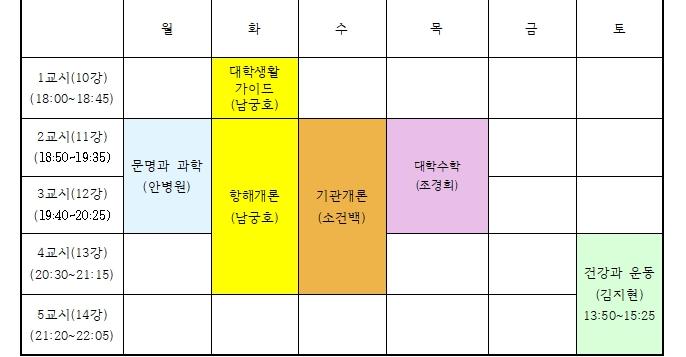 월 화 수 목 금 토
1교시(10강)
(18:00~18:45)
대학생활
가이드
(남궁호)
2교시(11강)
(18:50~19:35)
3교시(12강)
(19:40~20:25)
문명과 과학
(안병원)
항해개론
(남궁호)
기관개론
(소건백)
대학수학
(조경희)
4교시(13강)
(20:30~21:15)
5교시(14강)
(21:20~22:05)
건강과 운동
(김지현)
13:50~15:25